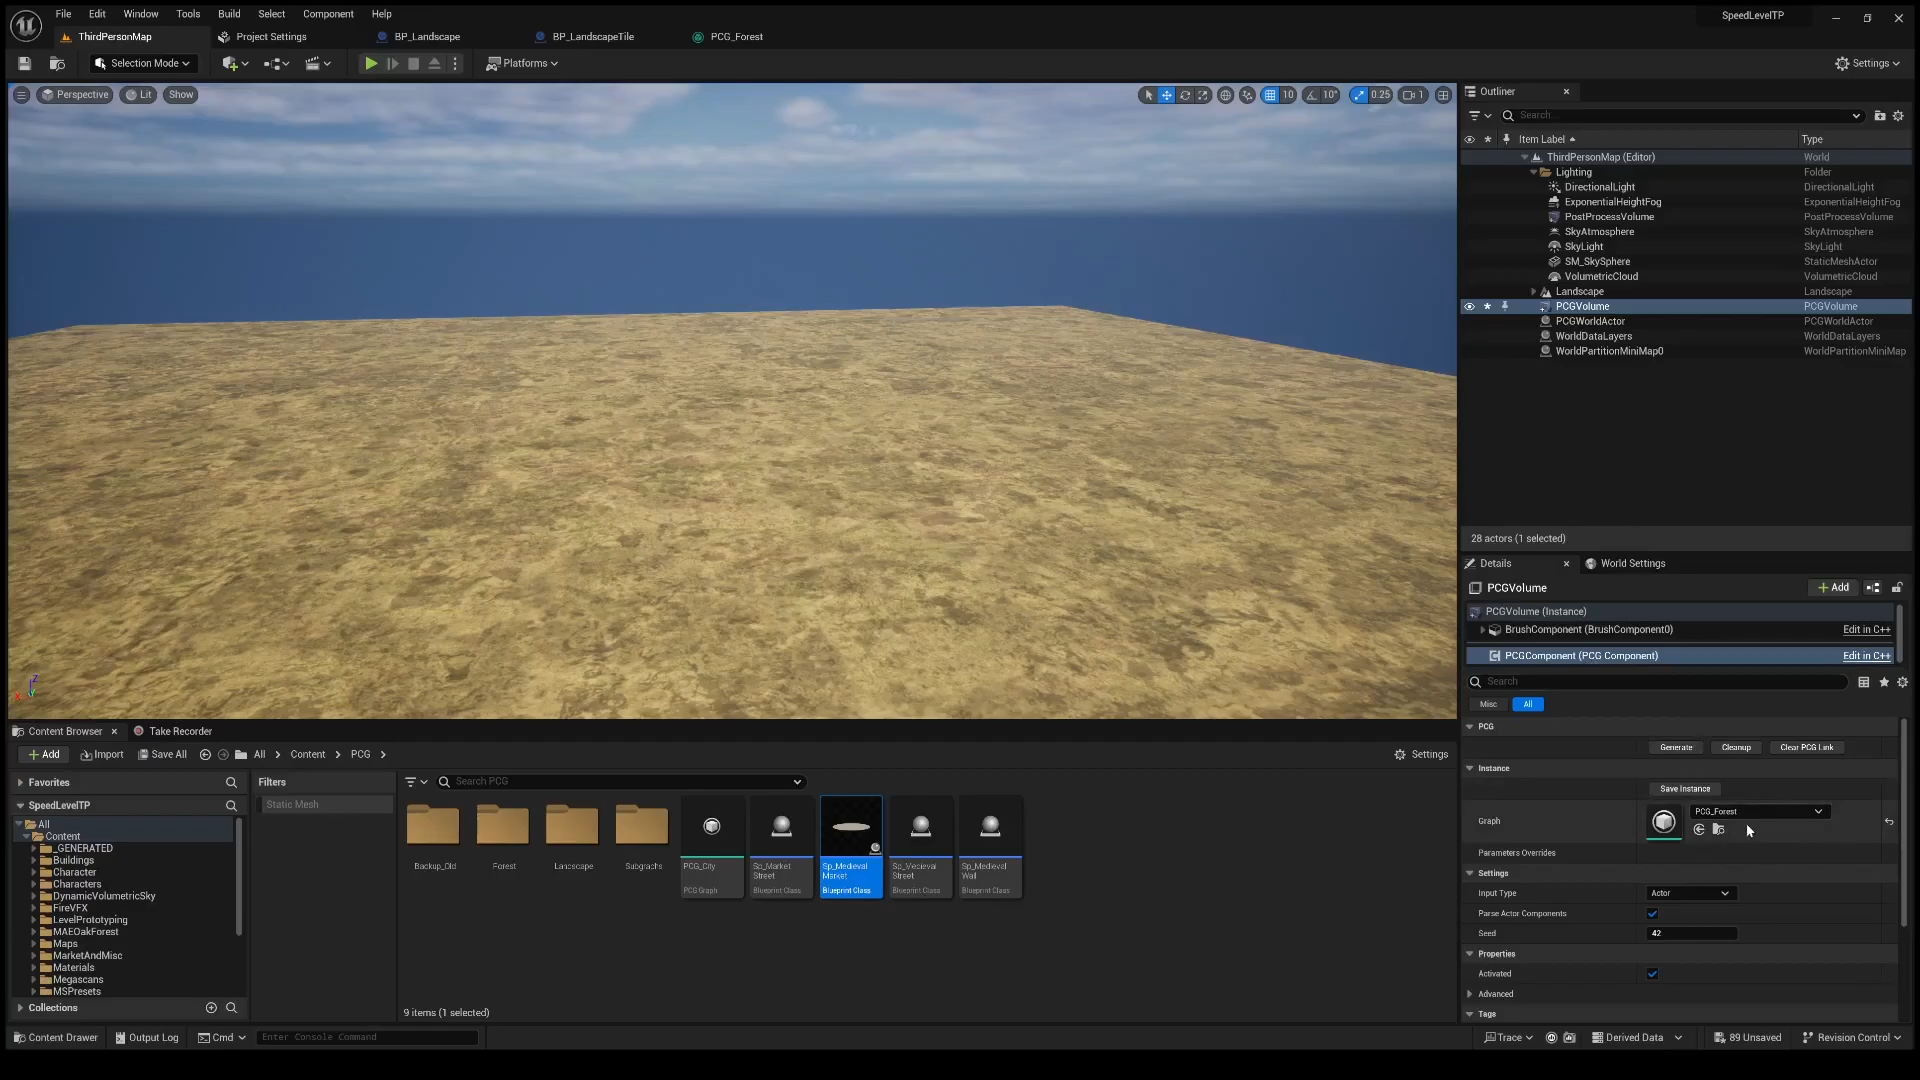 File Edit Window Tools Build Select Component Help
SpeedLevelTP
ThirdPersonMap Project Settings BP_Landscape BP_LandscapeTile PCG_Forest
Selection Mode Platforms Settings
Perspective Lit Show 10 10° 0.25 1
Outliner
Search...
Item Label Type
ThirdPersonMap (Editor) World
Lighting Folder
DirectionalLight DirectionalLight
ExponentialHeightFog ExponentialHeightFog
PostProcessVolume PostProcessVolume
SkyAtmosphere SkyAtmosphere
SkyLight SkyLight
SM_SkySphere StaticMeshActor
VolumetricCloud VolumetricCloud
Landscape Landscape
PCGVolume PCGVolume
PCGWorldActor PCGWorldActor
WorldDataLayers WorldDataLayers
WorldPartitionMiniMap0 WorldPartitionMiniMap
28 actors (1 selected)
Details World Settings
PCGVolume Add
PCGVolume (Instance)
BrushComponent (BrushComponent0) Edit in C++
PCGComponent (PCG Component) Edit in C++
Search
Misc All
PCG
Generate Cleanup Clear PCG Link
Instance
Save Instance
Graph PCG_Forest
Parameters Overrides
Settings
Input Type Actor
Parse Actor Components
Seed 42
Properties
Activated
Advanced
Tags
Content Browser Take Recorder
Add Import Save All All Content PCG Settings
Favorites
SpeedLevelTP
All
Content
_GENERATED
Buildings
Character
Characters
DynamicVolumetricSky
FireVFX
LevelPrototyping
MAEOakForest
Maps
MarketAndMisc
Materials
Megascans
MSPresets
Collections
Filters
Static Mesh
Search PCG
Backup_Old Forest Landscape Subgraphs
PCG_City
PCG Graph
Sp_Market
Street
Blueprint Class
Sp_Medieval
Market
Blueprint Class
Sp_Medieval
Street
Blueprint Class
Sp_Medieval
Wall
Blueprint Class
9 items (1 selected)
Content Drawer Output Log Cmd Enter Console Command Trace Derived Data 89 Unsaved Revision Control